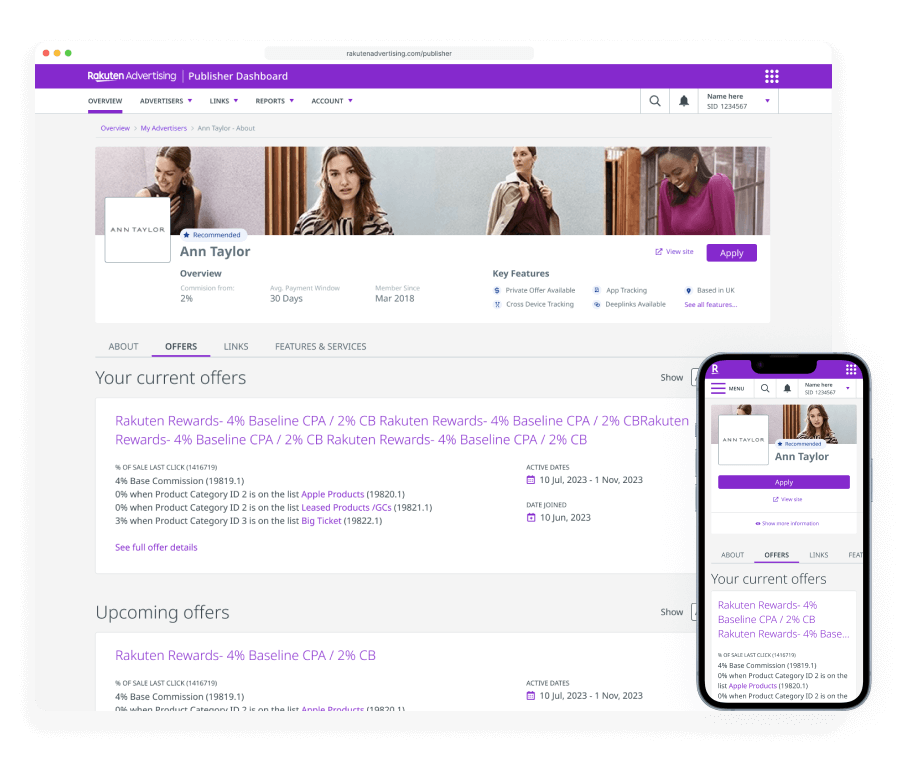 rakutenadvertising.com/publisher
Rakuten Advertising | Publisher Dashboard
OVERVIEW ADVERTISERS LINKS REPORTS ACCOUNT
Name here
SID 1234567
Overview > My Advertisers > Ann Taylor - About
ANN TAYLOR
Recommended
Ann Taylor
View site
Apply
Overview
Commision from: Avg. Payment Window Member Since
2% 30 Days Mar 2018
Key Features
Private Offer Available App Tracking Based in UK
Cross Device Tracking Deeplinks Available See all features...
ABOUT OFFERS LINKS FEATURES & SERVICES
Your current offers
Show
Rakuten Rewards- 4% Baseline CPA / 2% CB Rakuten Rewards- 4% Baseline CPA / 2% CBRakuten
Rewards- 4% Baseline CPA / 2% CB Rakuten Rewards- 4% Baseline CPA / 2% CB
% OF SALE LAST CLICK (1416719)
4% Base Commission (19819.1)
0% when Product Category ID 2 is on the list Apple Products (19820.1)
0% when Product Category ID 2 is on the list Leased Products /GCs (19821.1)
3% when Product Category ID 3 is on the list Big Ticket (19822.1)
See full offer details
ACTIVE DATES
10 Jul, 2023 - 1 Nov, 2023
DATE JOINED
10 Jun, 2023
Upcoming offers
Show
Rakuten Rewards- 4% Baseline CPA / 2% CB
% OF SALE LAST CLICK (1416719)
4% Base Commission (19819.1)
0% when Product Category ID 2 is on the list Apple Products (19820.1)
ACTIVE DATES
10 Jul, 2023 - 1 Nov, 2023
R
MENU
Name here
SID 1234567
ANN TAYLOR
Recommended
Ann Taylor
Apply
View site
Show more information
ABOUT OFFERS LINKS FEAT
Your current offers
Rakuten Rewards- 4%
Baseline CPA / 2% CB
Rakuten Rewards- 4% Base...
% OF SALE LAST CLICK (1416719)
4% Base Commission (19819.1)
0% when Product Category ID 2 is on the
list Apple Products (19820.1)
0% when Product Category ID 2 is on the